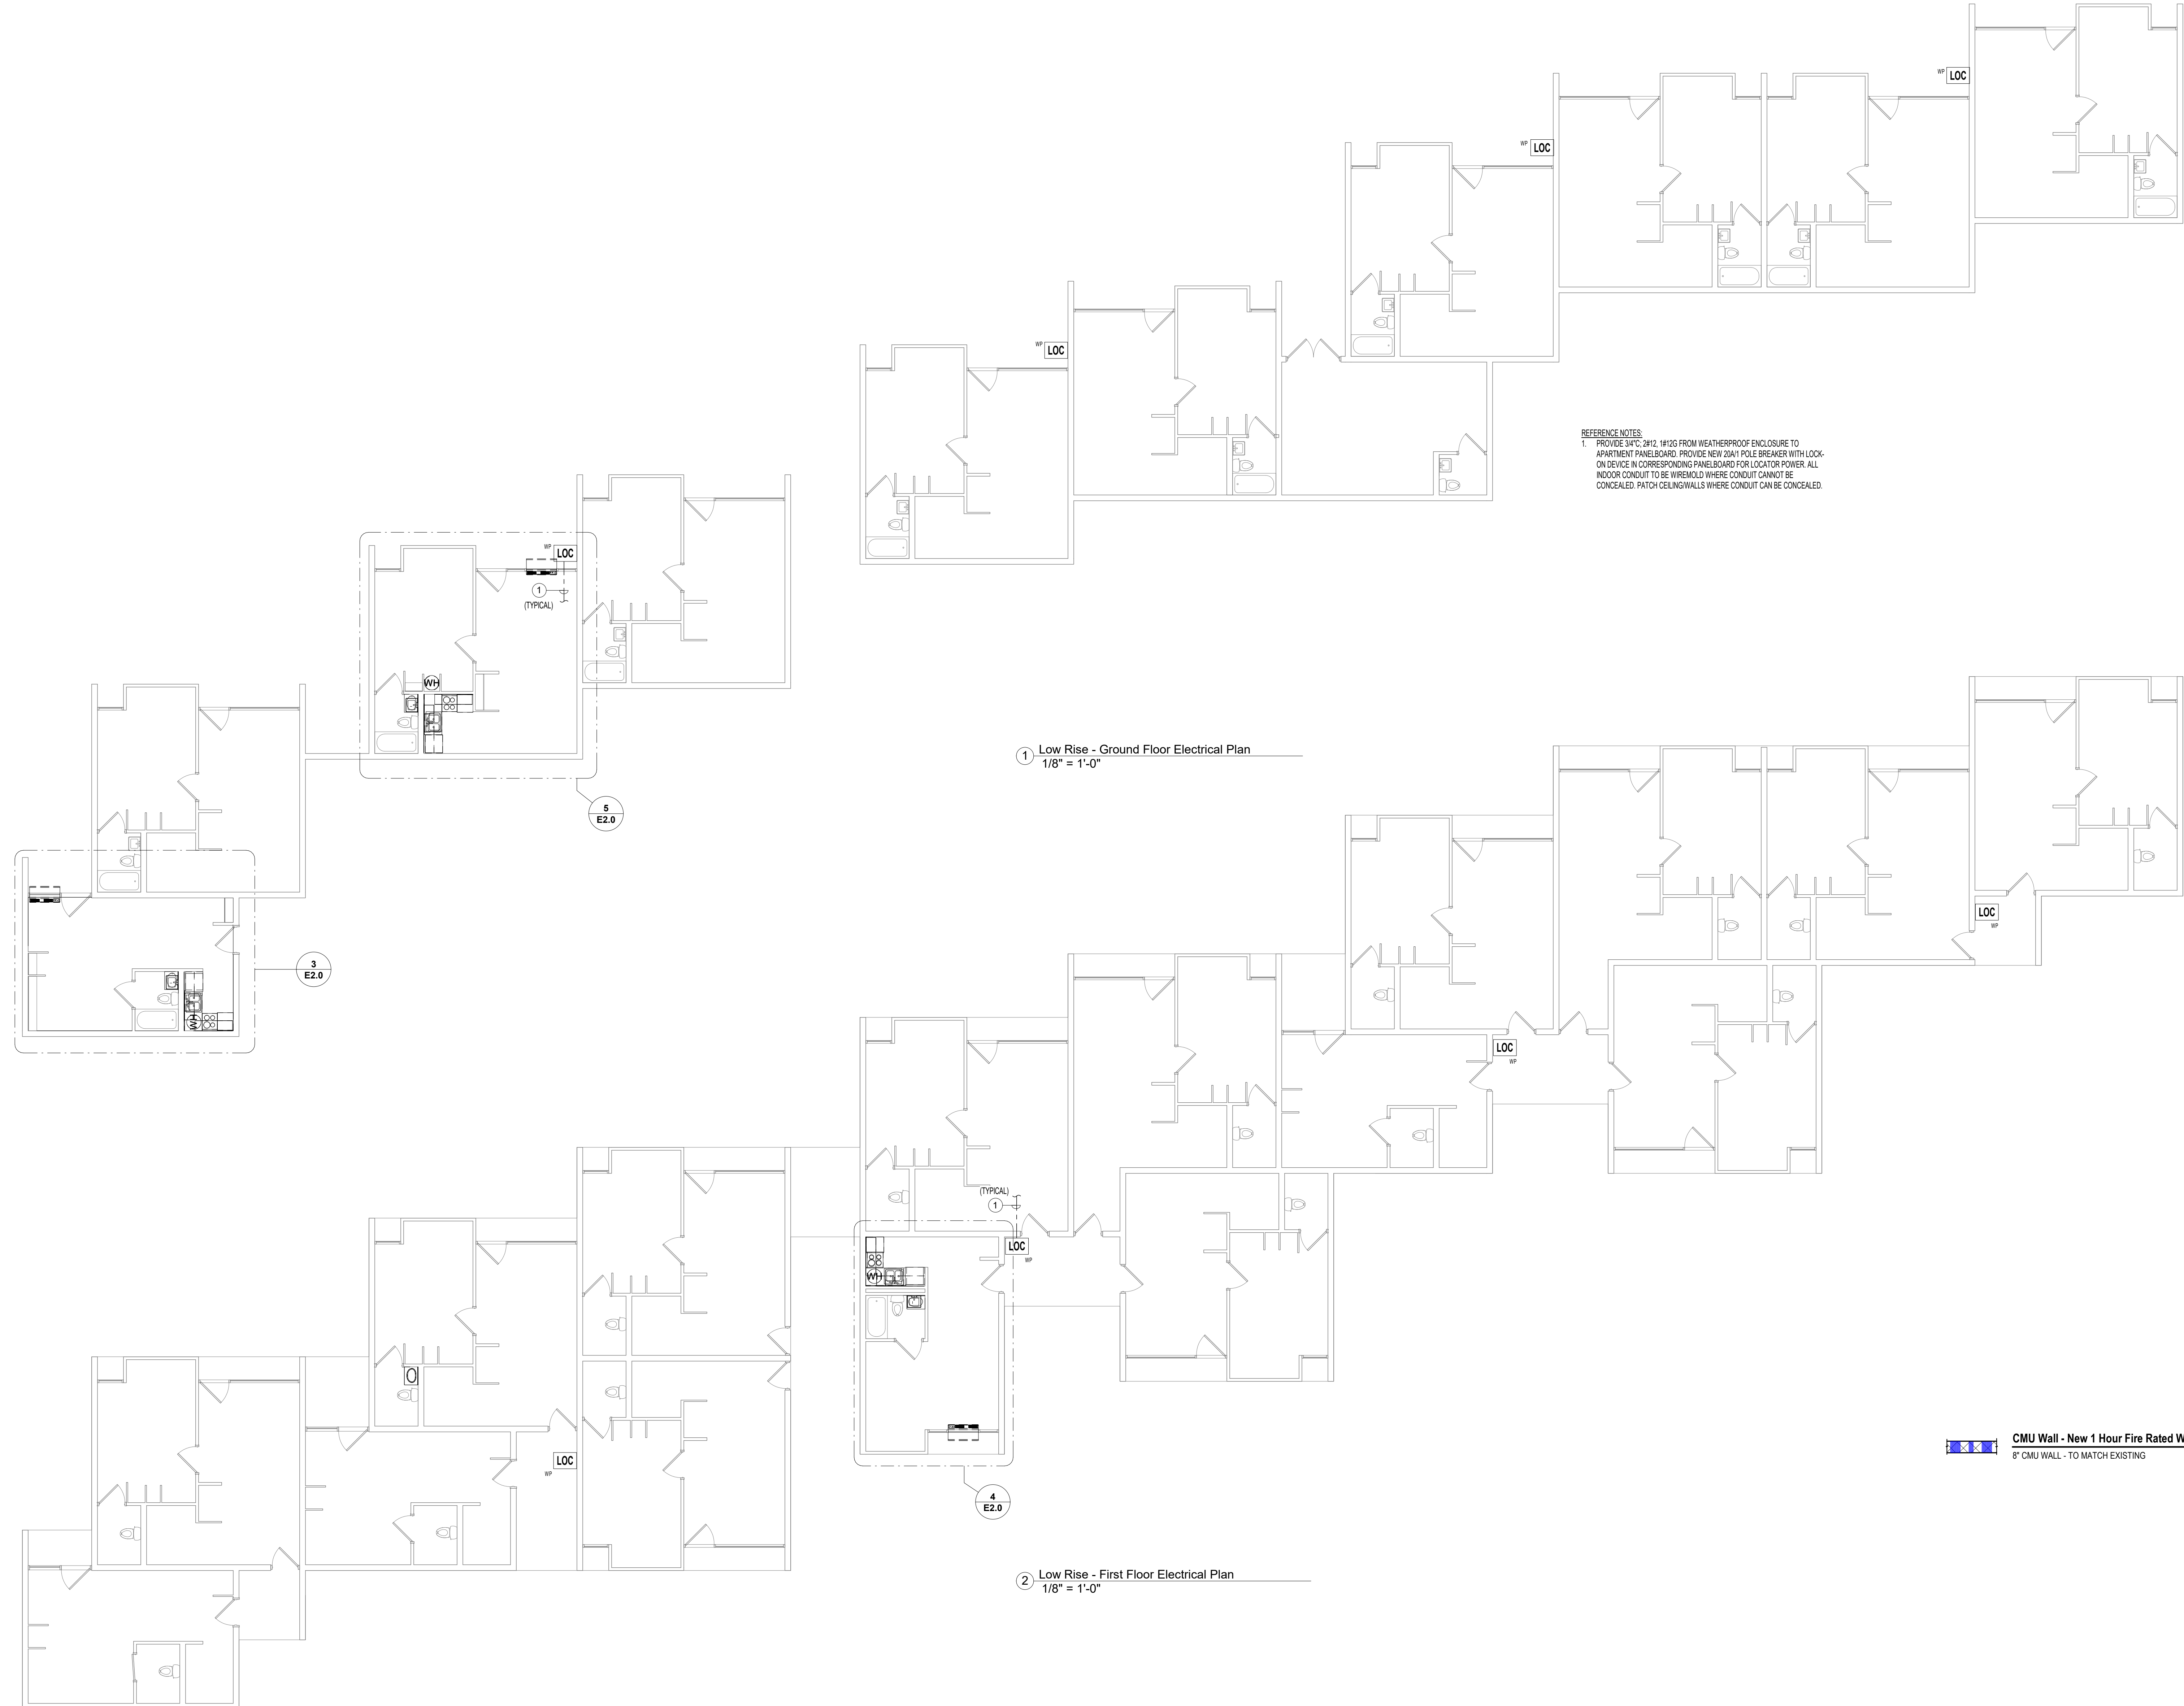 WP LOC
WP LOC
WP LOC
WP LOC
REFERENCE NOTES:
1. PROVIDE 3/4"C; 2#12, 1#12G FROM WEATHERPROOF ENCLOSURE TO
APARTMENT PANELBOARD. PROVIDE NEW 20A/1 POLE BREAKER WITH LOCK-
ON DEVICE IN CORRESPONDING PANELBOARD FOR LOCATOR POWER. ALL
INDOOR CONDUIT TO BE WIREMOLD WHERE CONDUIT CANNOT BE
CONCEALED. PATCH CEILING/WALLS WHERE CONDUIT CAN BE CONCEALED.
WP LOC
1
(TYPICAL)
WH
1 Low Rise - Ground Floor Electrical Plan
1/8" = 1'-0"
5
E2.0
3
E2.0
WH
LOC
WP
LOC
WP
(TYPICAL)
1
LOC
WP
WH
LOC
WP
4
E2.0
CMU Wall - New 1 Hour Fire Rated W
8" CMU WALL - TO MATCH EXISTING
2 Low Rise - First Floor Electrical Plan
1/8" = 1'-0"